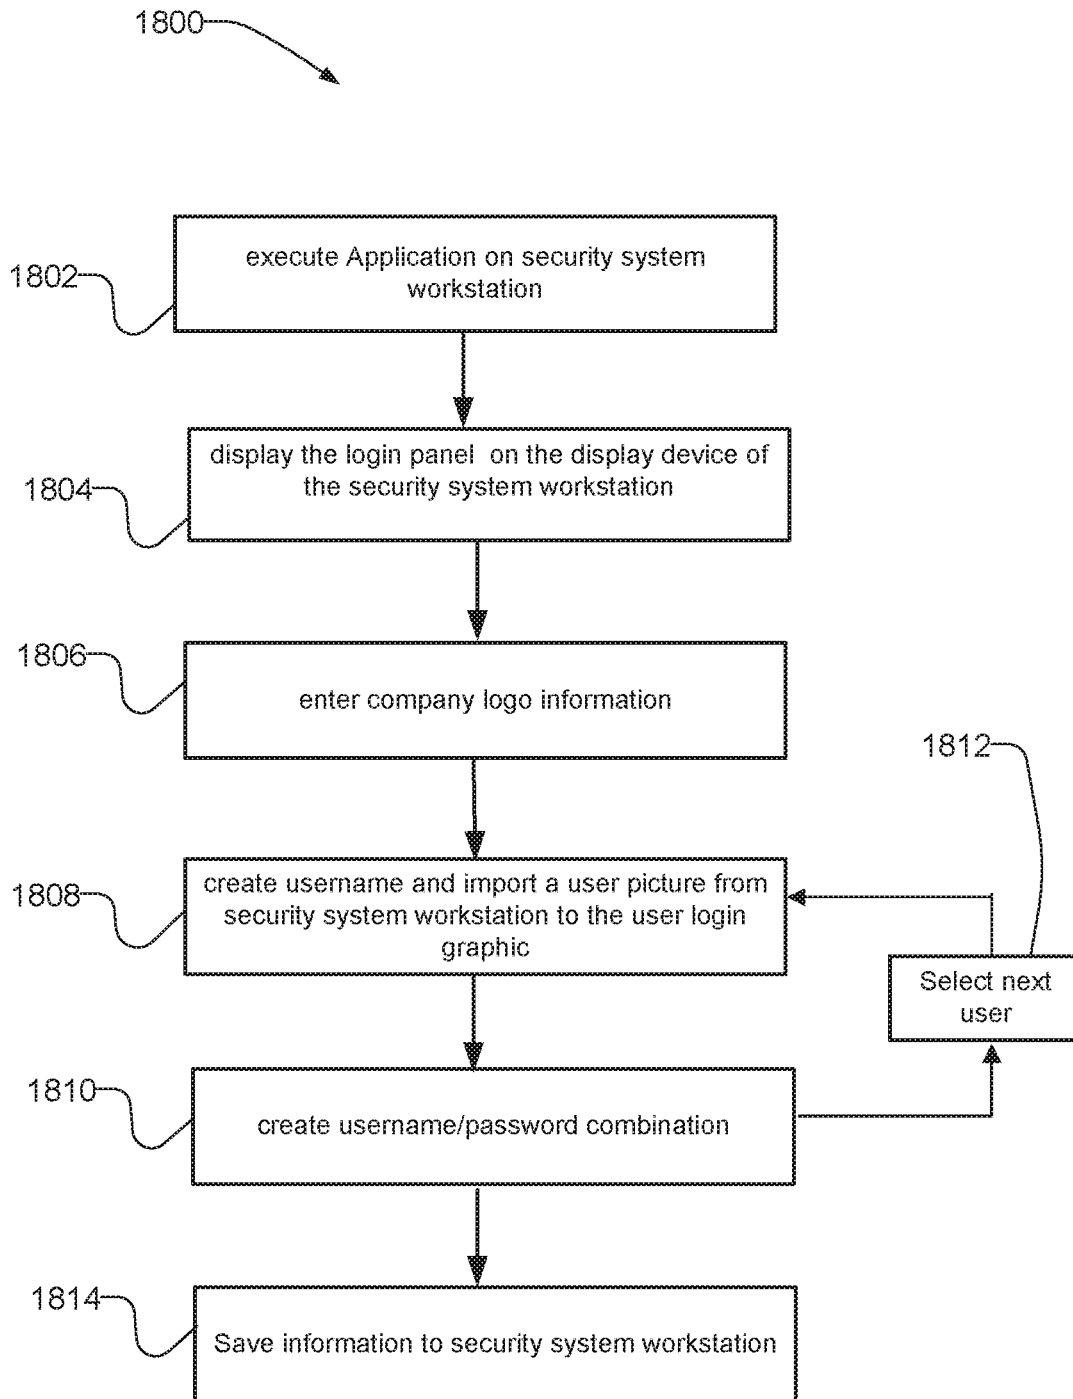 1800
1802
execute Application on security system
workstation
1804
display the login panel on the display device of
the security system workstation
1806
enter company logo information
1812
1808
create username and import a user picture from
security system workstation to the user login
graphic
Select next
user
1810
create username/password combination
1814
Save information to security system workstation